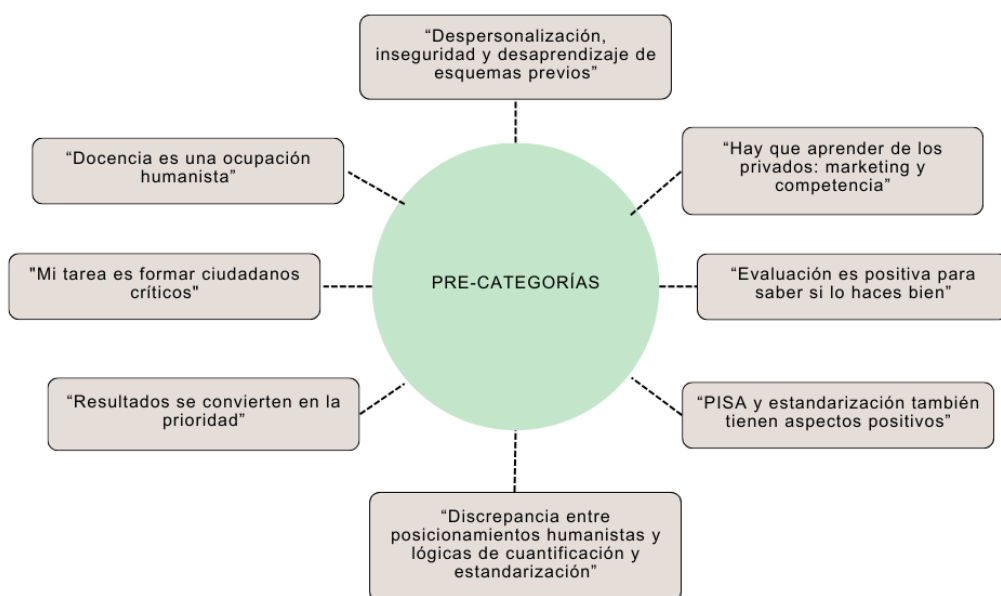 “Despersonalización,
inseguridad y desaprendizaje de
esquemas previos”
“Docencia es una ocupación
humanista”
“Hay que aprender de los
privados: marketing y
competencia”
"Mi tarea es formar ciudadanos
críticos"
PRE-CATEGORÍAS
“Evaluación es positiva para
saber si lo haces bien”
“Resultados se convierten en la
prioridad”
“PISA y estandarización también
tienen aspectos positivos”
“Discrepancia entre
posicionamientos humanistas y
lógicas de cuantificación y
estandarización”